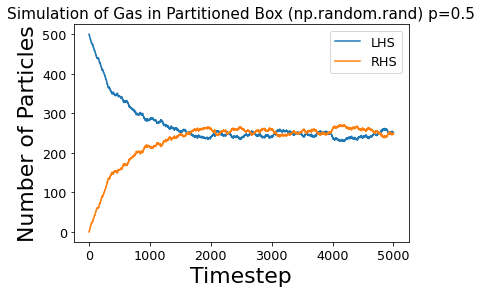 Simulation of Gas in Partitioned Box (np.random.rand) p=0.5
Number of Particles
500
400
300
200
100
0
LHS
RHS
0 1000 2000 3000 4000 5000
Timestep